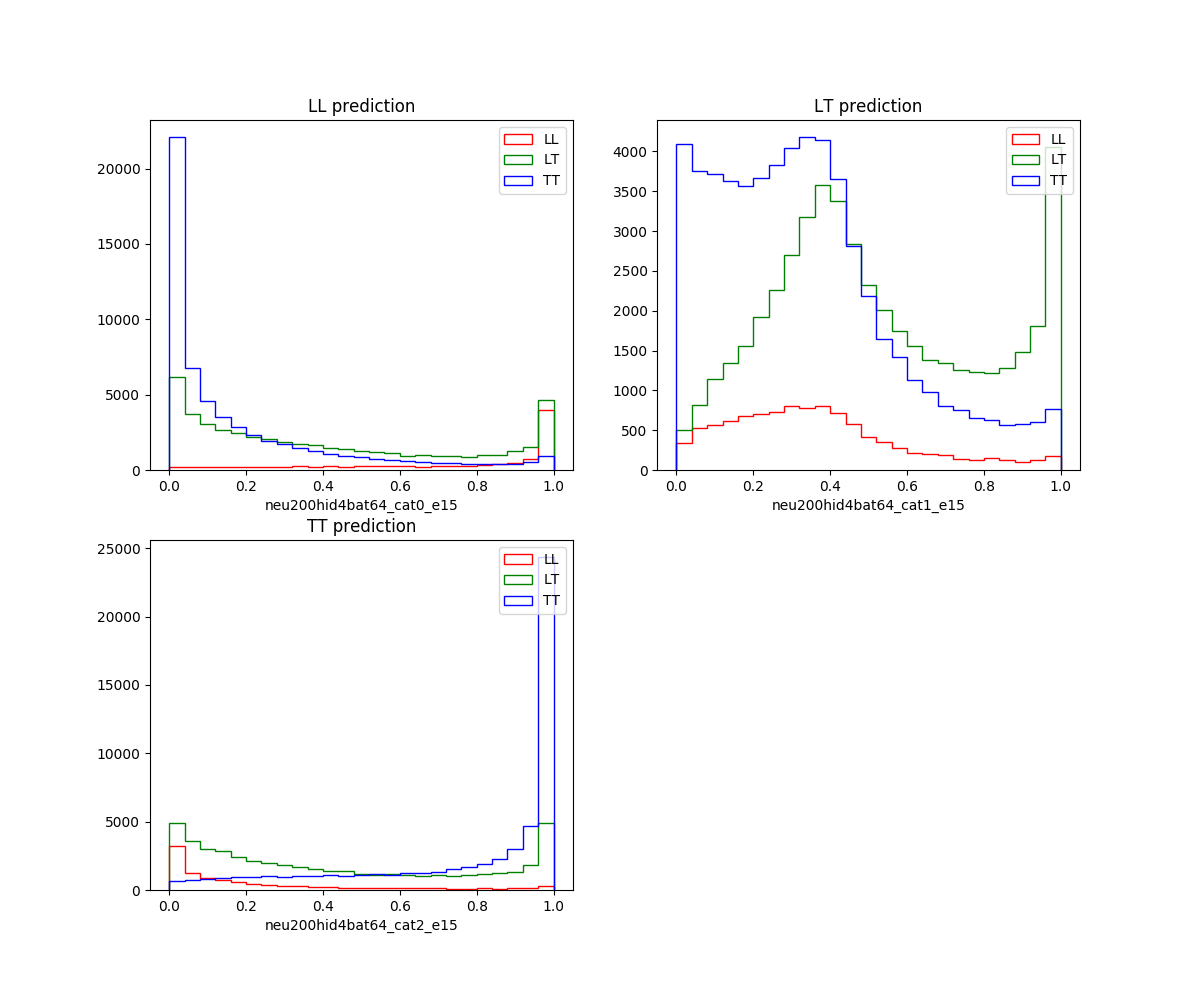 LL prediction
LL
LT
TT
20000
15000
10000
5000
0
0.0 0.2 0.4 0.6 0.8 1.0
neu200hid4bat64_cat0_e15
LT prediction
LL
LT
TT
4000
3500
3000
2500
2000
1500
1000
500
0
0.0 0.2 0.4 0.6 0.8 1.0
neu200hid4bat64_cat1_e15
TT prediction
LL
LT
TT
25000
20000
15000
10000
5000
0
0.0 0.2 0.4 0.6 0.8 1.0
neu200hid4bat64_cat2_e15